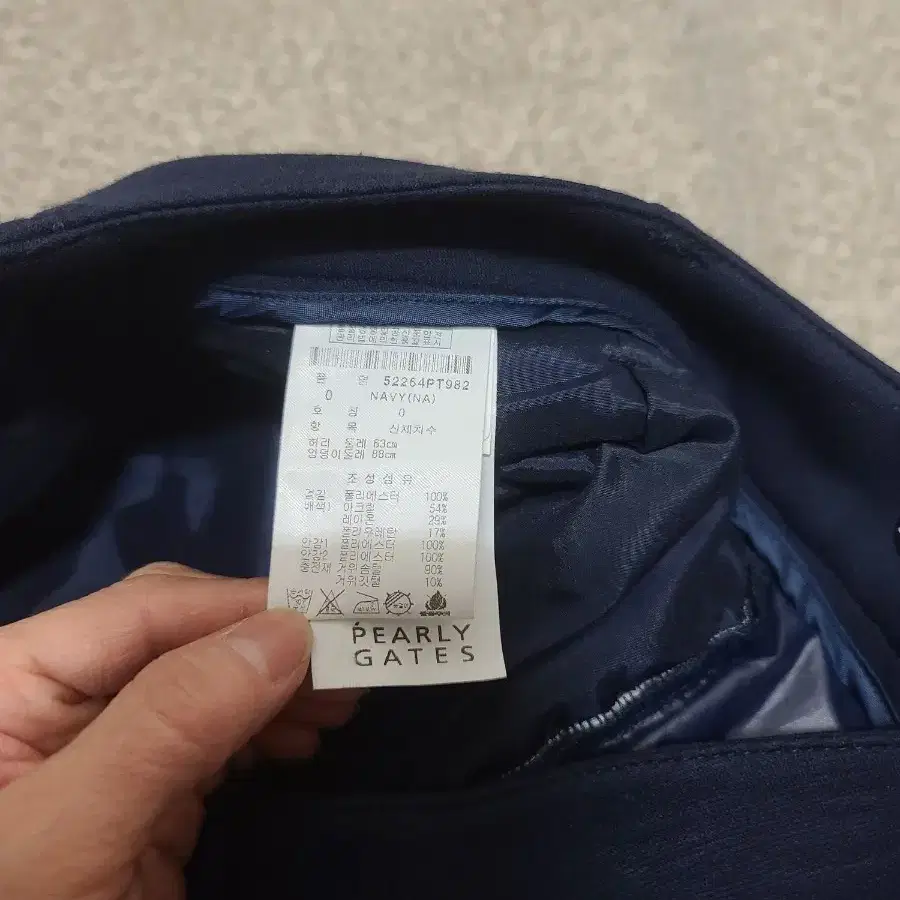 품 명 52264PT982
0 NAVY(NA)
호 칭 0
항 목 신체치수
허리 둘레 63cm
엉덩이둘레 88cm
조성섬유
겉감 폴리에스터 100%
배색1 아크릴 54%
레이온 29%
폴리우레탄 17%
안감1 폴리에스터 100%
안감2 폴리에스터 100%
충전재 거위솜털 90%
거위깃털 10%
PEARLY
GATES